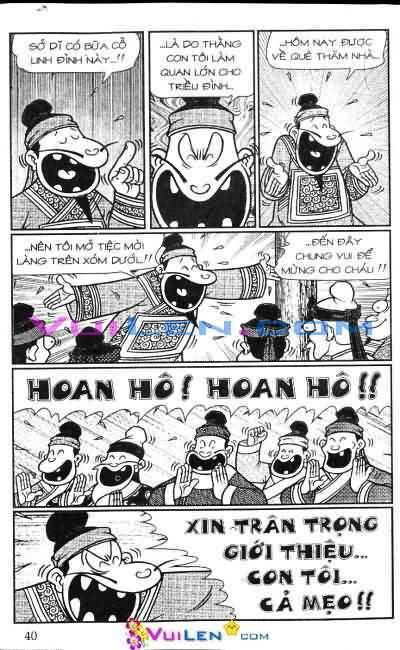 SỞ DĨ CÓ BỮA CỖ
LINH ĐÌNH NÀY...!!
...LÀ DO THẰNG
CON TÔI LÀM
QUAN LỚN CHO
TRIỀU ĐÌNH...
...HÔM NAY ĐƯỢC
VỀ QUÊ THĂM NHÀ...
...NÊN TÔI MỞ TIỆC MỜI
LÀNG TRÊN XÓM DƯỚI...!!
...ĐẾN ĐÂY
CHUNG VUI ĐỂ
MỪNG CHO CHÁU!!
VUILEN.COM
HOAN HÔ! HOAN HÔ!!
XIN TRÂN TRỌNG
GIỚI THIỆU...
CON TÔI...
CẢ MẸO!!
40
VUILEN.COM